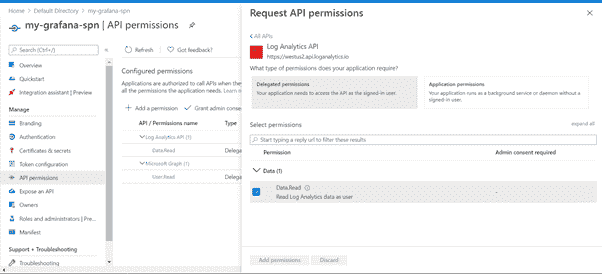 Home > Default Directory > my-grafana-spn
my-grafana-spn | API permissions
Search (Ctrl+/)
«
Overview
Quickstart
Integration assistant | Preview
Manage
Branding
Authentication
Certificates & secrets
Token configuration
API permissions
Expose an API
Owners
Roles and administrators | Pre...
Manifest
Support + Troubleshooting
Troubleshooting
Refresh
Got feedback?
Configured permissions
Applications are authorized to call APIs when they
all the permissions the application needs. Learn
+ Add a permission
Grant admin
API / Permissions name
Type
Log Analytics API (1)
Data.Read
Delega
Microsoft Graph (1)
User.Read
Delega
Request API permissions
All APIs
Log Analytics API
https://westus2.api.loganalytics.io
What type of permissions does your application require?
Delegated permissions
Your application needs to access the API as the signed-in user.
Application permissions
Your application runs as a background service or daemon without a
signed-in user.
Select permissions
expand all
Start typing a reply url to filter these results
Permission
Admin consent required
Data (1)
Data.Read
Read Log Analytics data as user
-
Add permissions
Discard